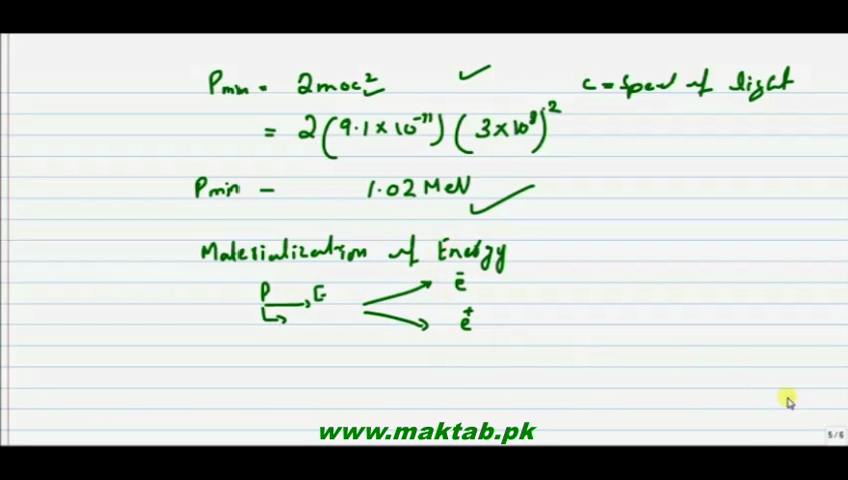 Pmin = 2moc² c = speed of light
= 2(9.1×10⁻³¹)(3×10⁸)²
Pmin - 1.02 MeV
Materialization of Energy
P E e⁻
e⁺
www.maktab.pk
5/6